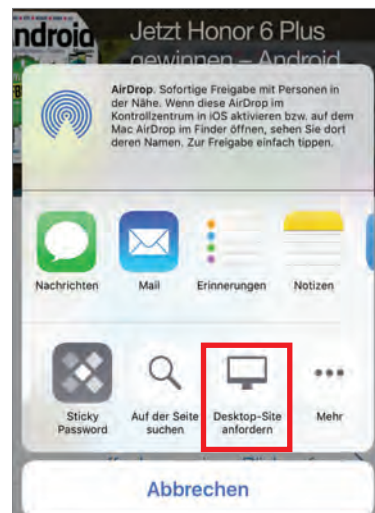 ndroid
Jetzt Honor 6 Plus
gewinnen – Android
AirDrop. Sofortige Freigabe mit Personen in
der Nähe. Wenn diese AirDrop im
Kontrollzentrum in iOS aktivieren bzw. auf dem
Mac AirDrop im Finder öffnen, sehen Sie dort
deren Namen. Zur Freigabe einfach tippen.
Nachrichten
Mail
Erinnerungen
Notizen
Sticky
Password
Auf der Seite
suchen
Desktop-Site
anfordern
Mehr
Abbrechen